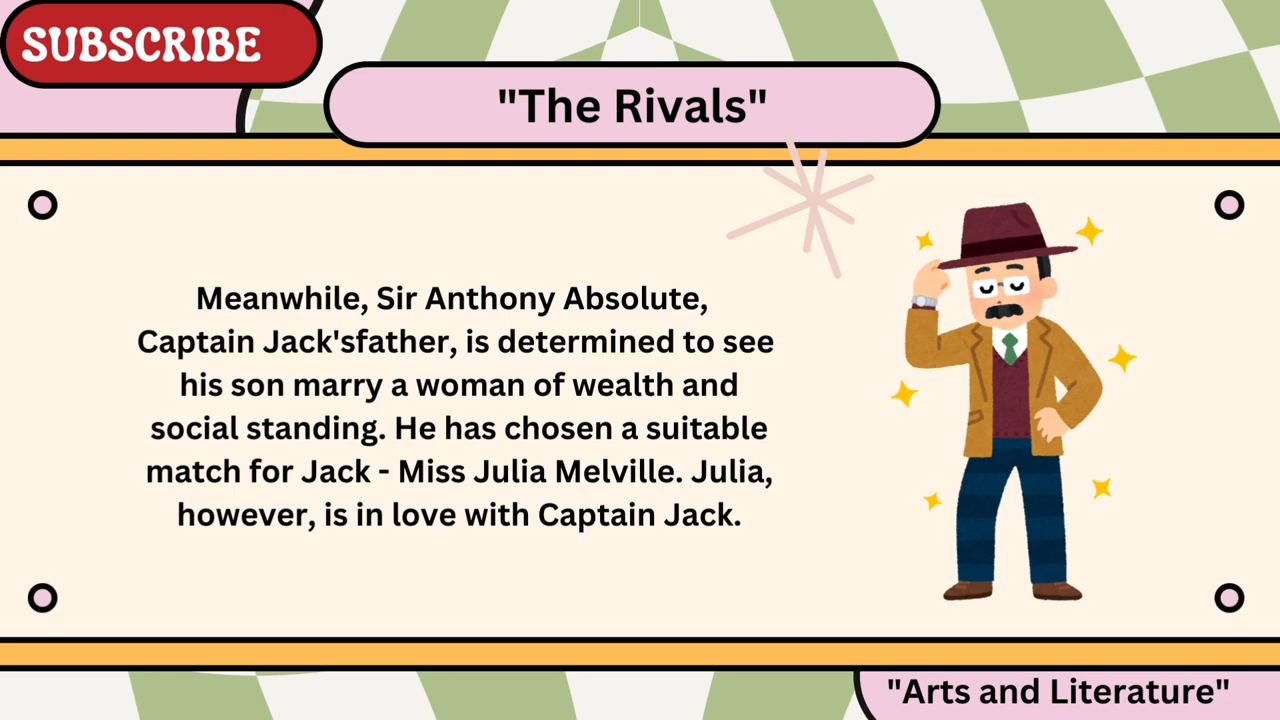 SUBSCRIBE
"The Rivals"
Meanwhile, Sir Anthony Absolute,
Captain Jack'sfather, is determined to see
his son marry a woman of wealth and
social standing. He has chosen a suitable
match for Jack - Miss Julia Melville. Julia,
however, is in love with Captain Jack.
"Arts and Literature"